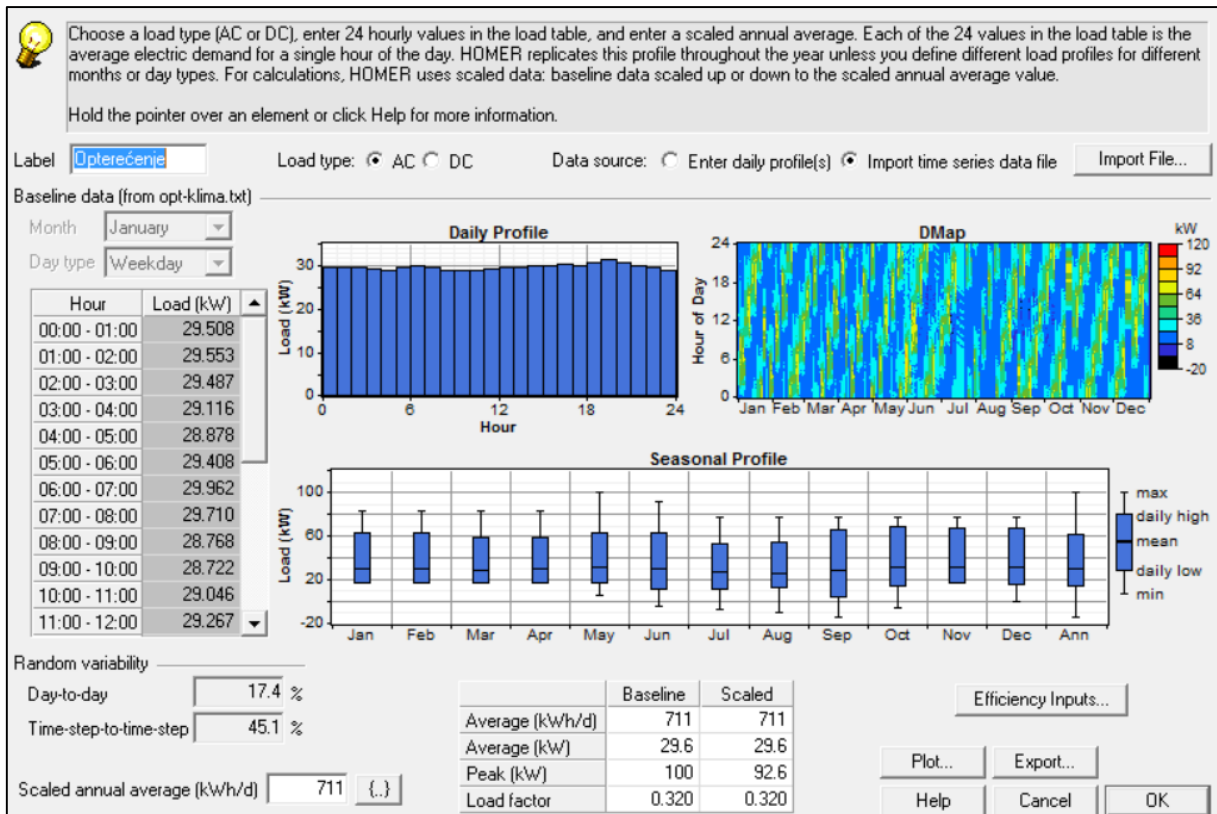 Choose a load type (AC or DC), enter 24 hourly values in the load table, and enter a scaled annual average. Each of the 24 values in the load table is the
average electric demand for a single hour of the day. HOMER replicates this profile throughout the year unless you define different load profiles for different
months or day types. For calculations, HOMER uses scaled data: baseline data scaled up or down to the scaled annual average value.
Hold the pointer over an element or click Help for more information.
Label Opterećenje Load type: AC DC Data source: Enter daily profile(s) Import time series data file Import File...
Baseline data (from opt-klima.txt)
Month January
Day type Weekday
Hour Load (kW)
00:00 - 01:00 29.508
01:00 - 02:00 29.553
02:00 - 03:00 29.487
03:00 - 04:00 29.116
04:00 - 05:00 28.878
05:00 - 06:00 29.408
06:00 - 07:00 29.962
07:00 - 08:00 29.710
08:00 - 09:00 28.768
09:00 - 10:00 28.722
10:00 - 11:00 29.046
11:00 - 12:00 29.267
Daily Profile
Load (kW)
30
20
10
0
0 6 12 18 24
Hour
DMap
Hour of Day
24
18
12
6
0
Jan Feb Mar Apr May Jun Jul Aug Sep Oct Nov Dec
kW
120
92
64
36
8
-20
Seasonal Profile
Load (kW)
100
60
20
-20
Jan Feb Mar Apr May Jun Jul Aug Sep Oct Nov Dec Ann
max
daily high
mean
daily low
min
Random variability
Day-to-day 17.4 %
Time-step-to-time-step 45.1 %
Scaled annual average (kWh/d) 711 {..}
Baseline Scaled
Average (kWh/d) 711 711
Average (kW) 29.6 29.6
Peak (kW) 100 92.6
Load factor 0.320 0.320
Efficiency Inputs...
Plot... Export...
Help Cancel OK